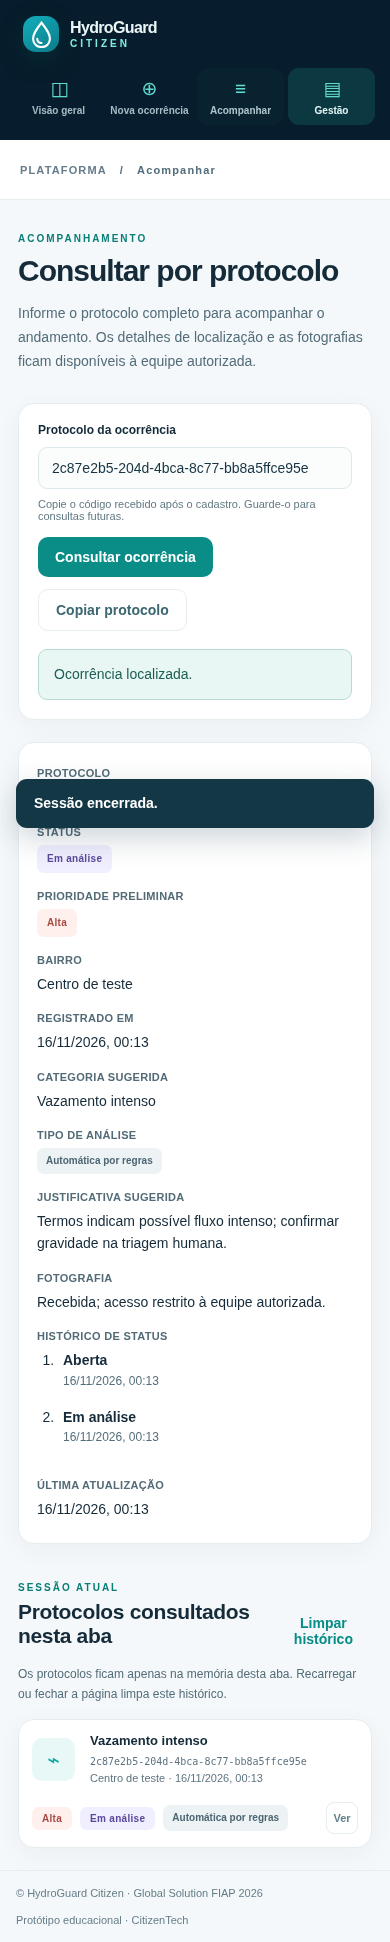 HydroGuard
CITIZEN
Visão geral
Nova ocorrência
Acompanhar
Gestão
PLATAFORMA / Acompanhar
ACOMPANHAMENTO
Consultar por protocolo
Informe o protocolo completo para acompanhar o
andamento. Os detalhes de localização e as fotografias
ficam disponíveis à equipe autorizada.
Protocolo da ocorrência
2c87e2b5-204d-4bca-8c77-bb8a5ffce95e
Copie o código recebido após o cadastro. Guarde-o para
consultas futuras.
Consultar ocorrência
Copiar protocolo
Ocorrência localizada.
PROTOCOLO
Sessão encerrada.
STATUS
Em análise
PRIORIDADE PRELIMINAR
Alta
BAIRRO
Centro de teste
REGISTRADO EM
16/11/2026, 00:13
CATEGORIA SUGERIDA
Vazamento intenso
TIPO DE ANÁLISE
Automática por regras
JUSTIFICATIVA SUGERIDA
Termos indicam possível fluxo intenso; confirmar
gravidade na triagem humana.
FOTOGRAFIA
Recebida; acesso restrito à equipe autorizada.
HISTÓRICO DE STATUS
1. Aberta
16/11/2026, 00:13
2. Em análise
16/11/2026, 00:13
ÚLTIMA ATUALIZAÇÃO
16/11/2026, 00:13
SESSÃO ATUAL
Protocolos consultados
nesta aba
Limpar
histórico
Os protocolos ficam apenas na memória desta aba. Recarregar
ou fechar a página limpa este histórico.
Vazamento intenso
2c87e2b5-204d-4bca-8c77-bb8a5ffce95e
Centro de teste · 16/11/2026, 00:13
Alta Em análise Automática por regras Ver
© HydroGuard Citizen · Global Solution FIAP 2026
Protótipo educacional · CitizenTech